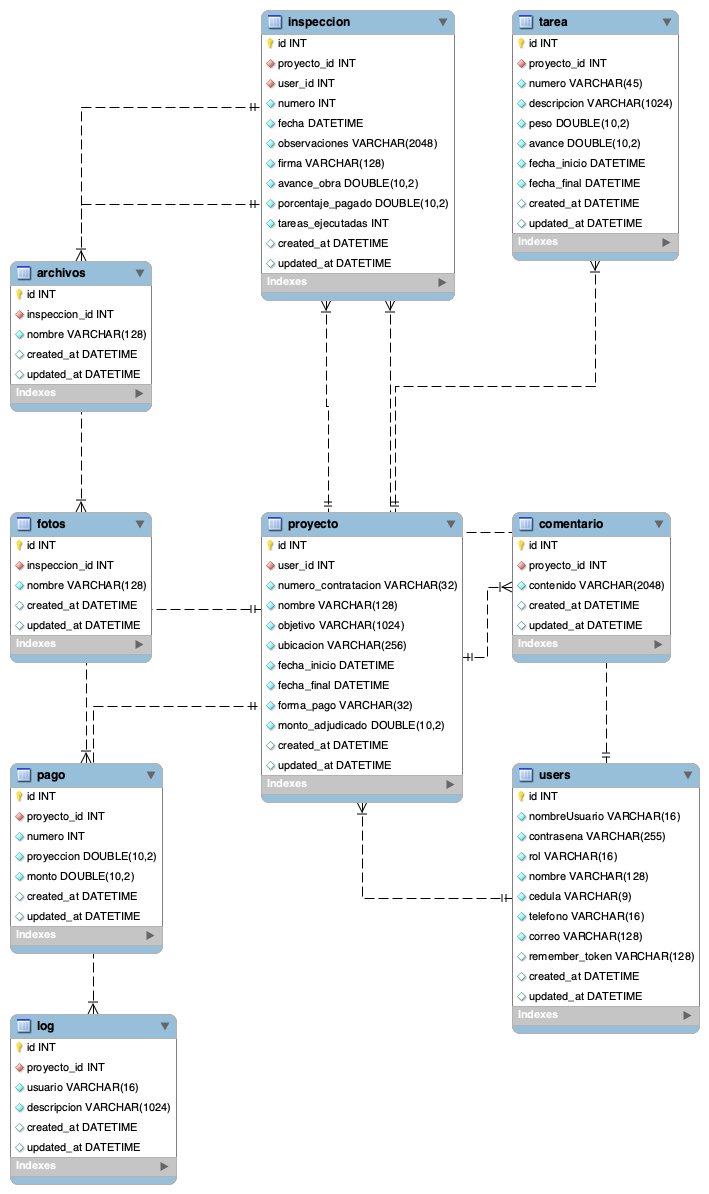 inspeccion
id INT
proyecto_id INT
user_id INT
numero INT
fecha DATETIME
observaciones VARCHAR(2048)
firma VARCHAR(128)
avance_obra DOUBLE(10,2)
porcentaje_pagado DOUBLE(10,2)
tareas_ejecutadas INT
created_at DATETIME
updated_at DATETIME
Indexes
tarea
id INT
proyecto_id INT
numero VARCHAR(45)
descripcion VARCHAR(1024)
peso DOUBLE(10,2)
avance DOUBLE(10,2)
fecha_inicio DATETIME
fecha_final DATETIME
created_at DATETIME
updated_at DATETIME
Indexes
archivos
id INT
inspeccion_id INT
nombre VARCHAR(128)
created_at DATETIME
updated_at DATETIME
Indexes
fotos
id INT
inspeccion_id INT
nombre VARCHAR(128)
created_at DATETIME
updated_at DATETIME
Indexes
proyecto
id INT
user_id INT
numero_contratacion VARCHAR(32)
nombre VARCHAR(128)
objetivo VARCHAR(1024)
ubicacion VARCHAR(256)
fecha_inicio DATETIME
fecha_final DATETIME
forma_pago VARCHAR(32)
monto_adjudicado DOUBLE(10,2)
created_at DATETIME
updated_at DATETIME
Indexes
comentario
id INT
proyecto_id INT
contenido VARCHAR(2048)
created_at DATETIME
updated_at DATETIME
Indexes
pago
id INT
proyecto_id INT
numero INT
proyeccion DOUBLE(10,2)
monto DOUBLE(10,2)
created_at DATETIME
updated_at DATETIME
Indexes
users
id INT
nombreUsuario VARCHAR(16)
contrasena VARCHAR(255)
rol VARCHAR(16)
nombre VARCHAR(128)
cedula VARCHAR(9)
telefono VARCHAR(16)
correo VARCHAR(128)
remember_token VARCHAR(128)
created_at DATETIME
updated_at DATETIME
Indexes
log
id INT
proyecto_id INT
usuario VARCHAR(16)
descripcion VARCHAR(1024)
created_at DATETIME
updated_at DATETIME
Indexes